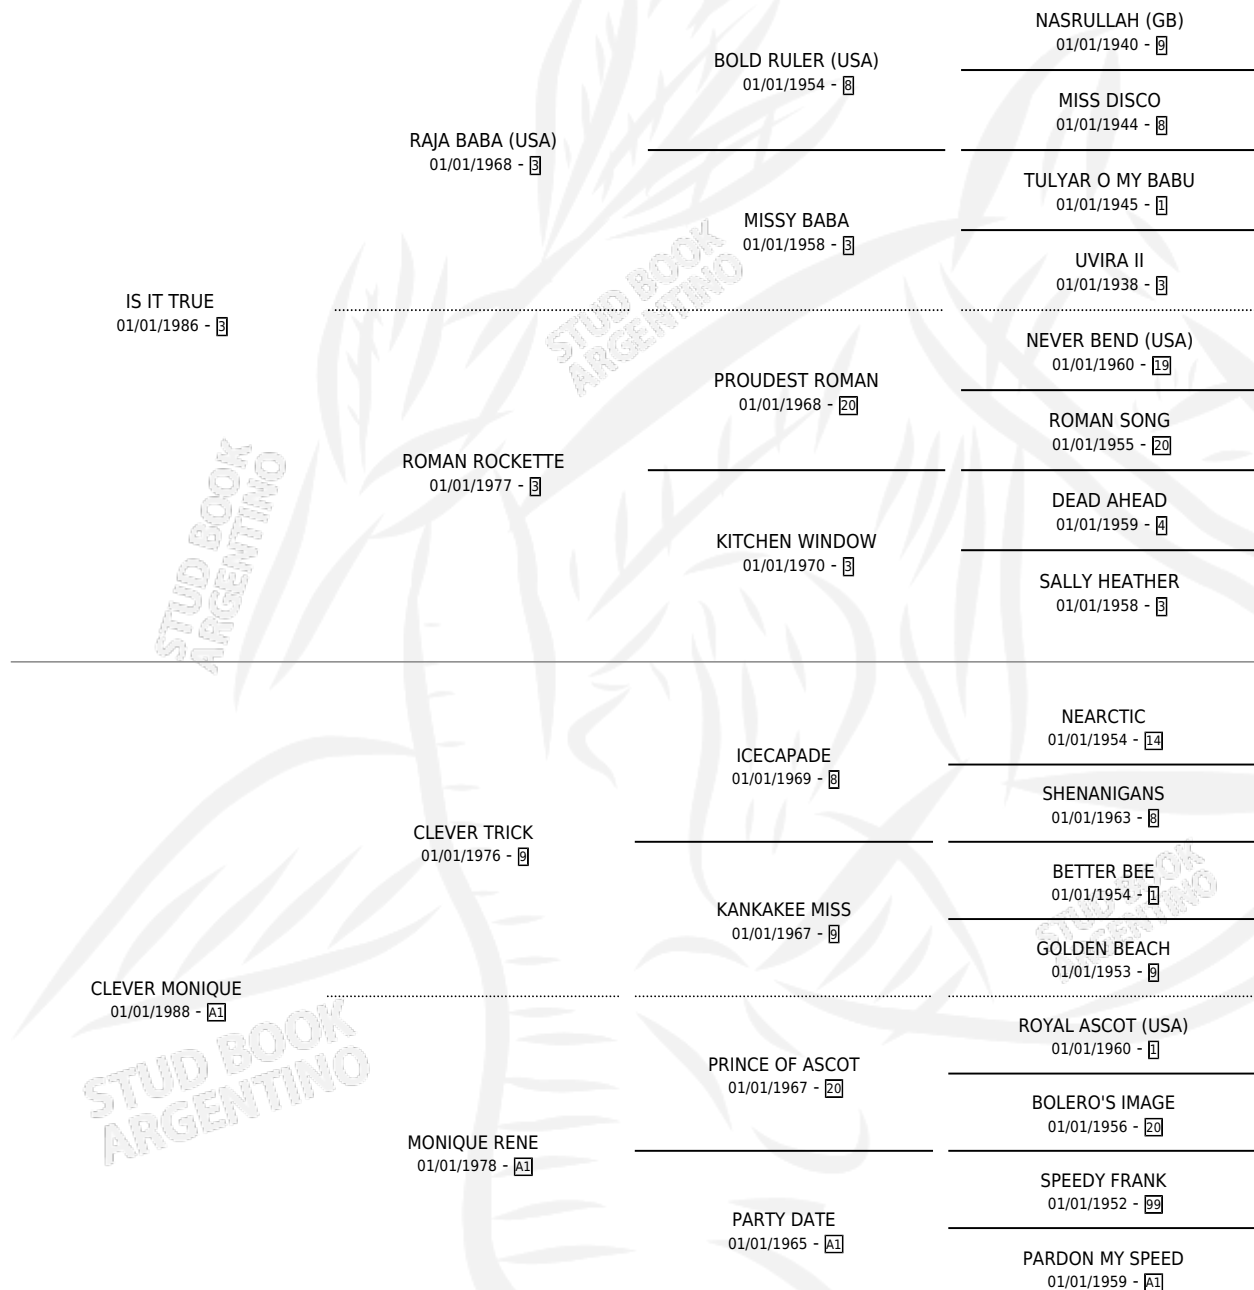 NASRULLAH (GB)
01/01/1940 - 9
BOLD RULER (USA)
01/01/1954 - 8
MISS DISCO
01/01/1944 - 8
RAJA BABA (USA)
01/01/1968 - 3
TULYAR O MY BABU
01/01/1945 - 1
MISSY BABA
01/01/1958 - 3
UVIRA II
01/01/1938 - 3
IS IT TRUE
01/01/1986 - 3
NEVER BEND (USA)
01/01/1960 - 19
PROUDEST ROMAN
01/01/1968 - 20
ROMAN SONG
01/01/1955 - 20
ROMAN ROCKETTE
01/01/1977 - 3
DEAD AHEAD
01/01/1959 - 4
KITCHEN WINDOW
01/01/1970 - 3
SALLY HEATHER
01/01/1958 - 3
STUD BOOK
ARGENTINO
STUD BOOK
ARGENTINO
NEARCTIC
01/01/1954 - 14
ICECAPADE
01/01/1969 - 8
SHENANIGANS
01/01/1963 - 8
CLEVER TRICK
01/01/1976 - 9
BETTER BEE
01/01/1954 - 1
KANKAKEE MISS
01/01/1967 - 9
GOLDEN BEACH
01/01/1953 - 9
STUD BOOK
ARGENTINO
CLEVER MONIQUE
01/01/1988 - A1
ROYAL ASCOT (USA)
01/01/1960 - 1
PRINCE OF ASCOT
01/01/1967 - 20
BOLERO'S IMAGE
01/01/1956 - 20
MONIQUE RENE
01/01/1978 - A1
SPEEDY FRANK
01/01/1952 - 99
PARTY DATE
01/01/1965 - A1
PARDON MY SPEED
01/01/1959 - A1
STUD BOOK
ARGENTINO